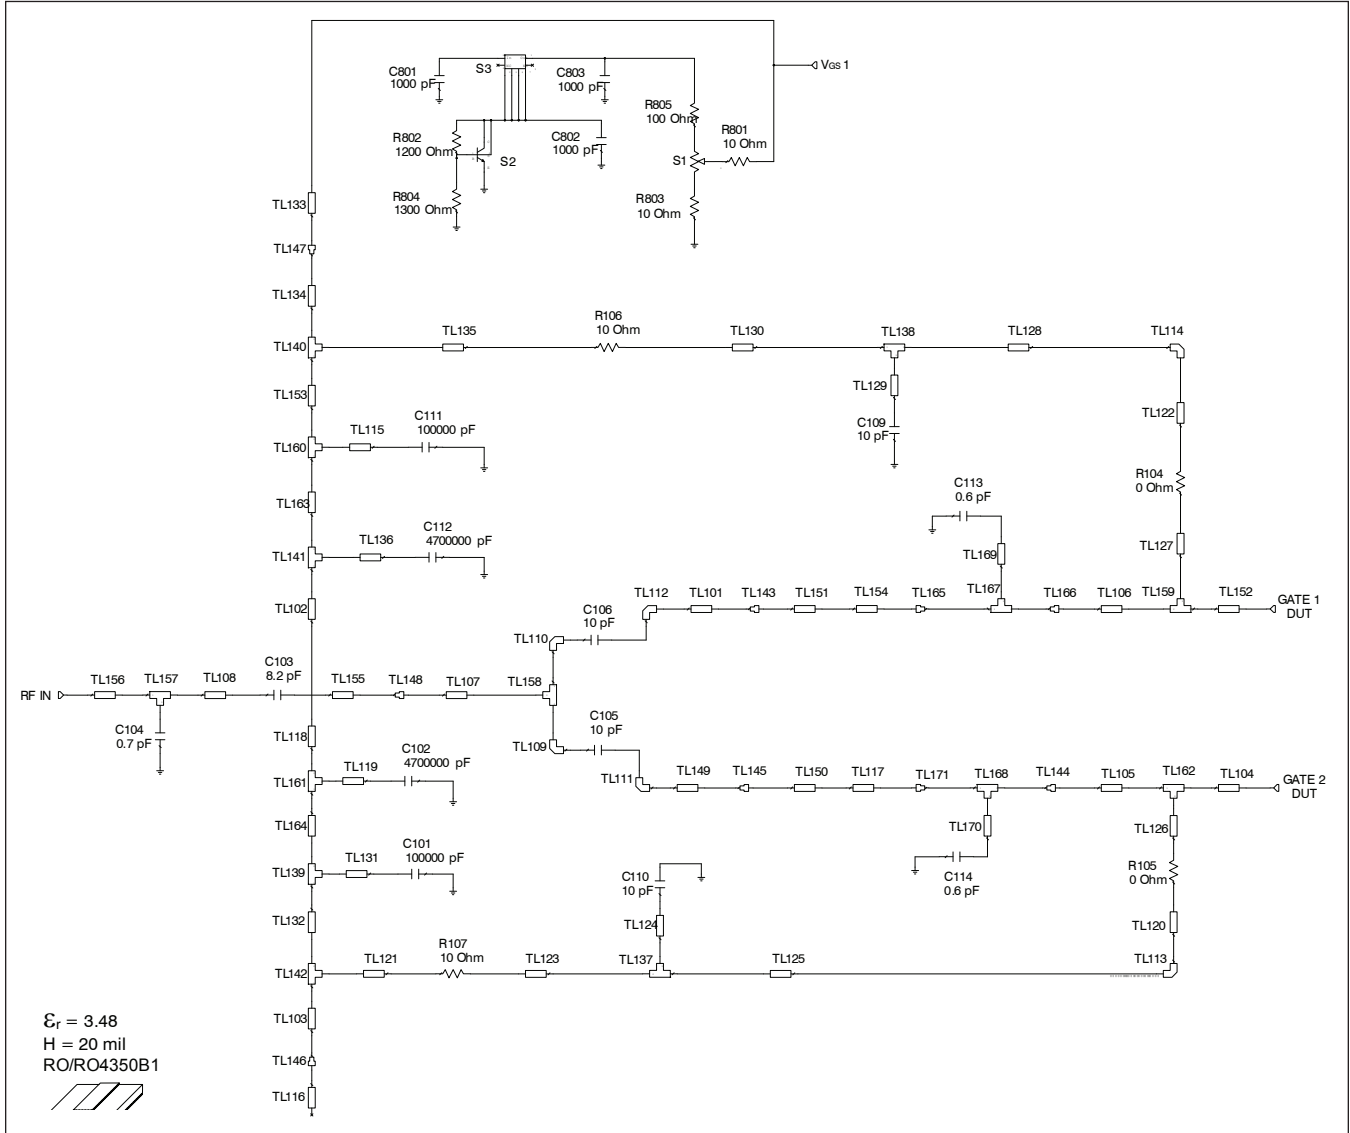 C801
1000 pF
S3
C803
1000 pF
VGS 1
R805
100 Ohm
R801
10 Ohm
R802
1200 Ohm
C802
1000 pF
S2
S1
R804
1300 Ohm
R803
10 Ohm
TL133
TL147
TL134
R106
10 Ohm
TL135
TL130
TL138
TL128
TL114
TL140
TL129
TL153
C109
10 pF
TL122
C111
100000 pF
TL115
TL160
R104
0 Ohm
C113
0.6 pF
TL163
C112
4700000 pF
TL136
TL141
TL169
TL127
TL112
TL101
TL143
TL151
TL154
TL165
TL167
TL166
TL106
TL159
TL152
GATE 1
DUT
TL102
C106
10 pF
TL110
RF IN
TL156
TL157
TL108
C103
8.2 pF
TL155
TL148
TL107
TL158
C104
0.7 pF
TL118
C105
10 pF
TL109
C102
4700000 pF
TL119
TL161
TL111
TL149
TL145
TL150
TL117
TL171
TL168
TL144
TL105
TL162
TL104
GATE 2
DUT
TL164
TL170
TL126
C101
100000 pF
TL131
TL139
C110
10 pF
C114
0.6 pF
R105
0 Ohm
TL132
TL124
TL120
R107
10 Ohm
TL121
TL142
TL123
TL137
TL125
TL113
TL103
TL146
TL116
εr = 3.48
H = 20 mil
RO/RO4350B1